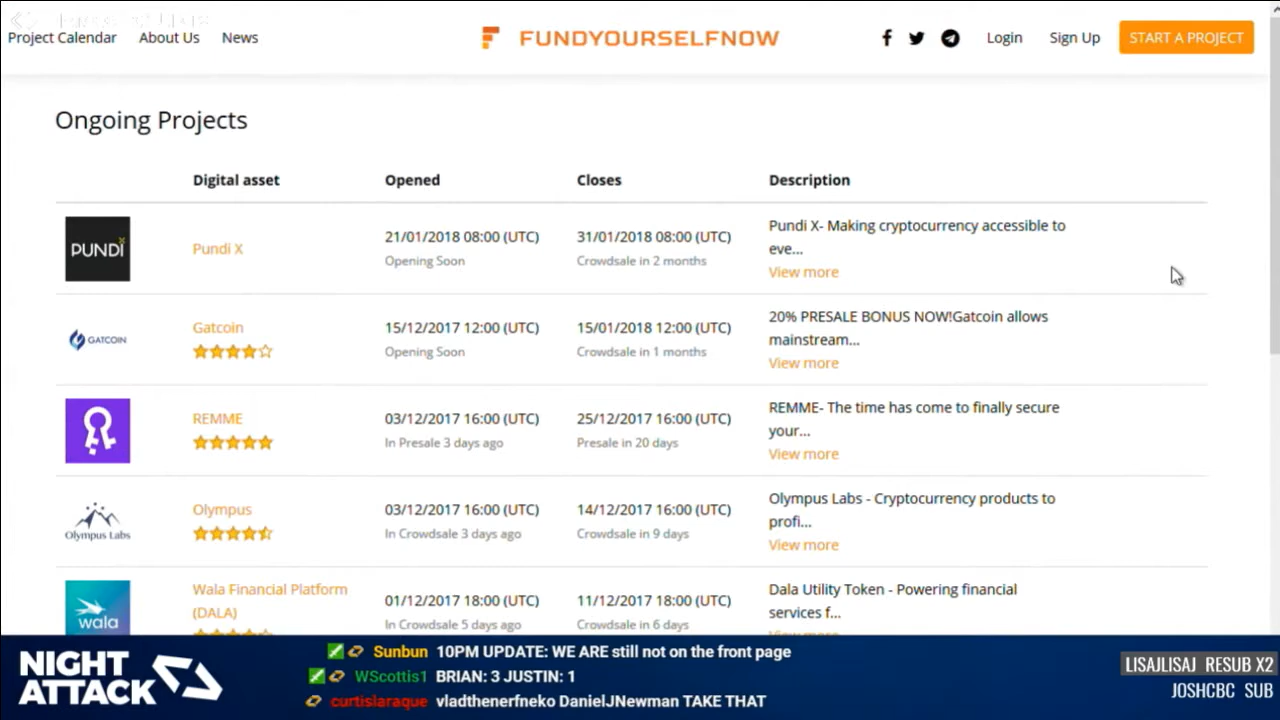 Project Calendar About Us News FUNDYOURSELFNOW Login Sign Up START A PROJECT
Ongoing Projects
Digital asset Opened Closes Description
PUNDI X
Pundi X
21/01/2018 08:00 (UTC)
Opening Soon
31/01/2018 08:00 (UTC)
Crowdsale in 2 months
Pundi X- Making cryptocurrency accessible to
eve...
View more
GATCOIN
Gatcoin
15/12/2017 12:00 (UTC)
Opening Soon
15/01/2018 12:00 (UTC)
Crowdsale in 1 months
20% PRESALE BONUS NOW!Gatcoin allows
mainstream...
View more
REMME
03/12/2017 16:00 (UTC)
In Presale 3 days ago
25/12/2017 16:00 (UTC)
Presale in 20 days
REMME- The time has come to finally secure
your...
View more
Olympus Labs
Olympus
03/12/2017 16:00 (UTC)
In Crowdsale 3 days ago
14/12/2017 16:00 (UTC)
Crowdsale in 9 days
Olympus Labs - Cryptocurrency products to
profi...
View more
wala
Wala Financial Platform
(DALA)
01/12/2017 18:00 (UTC)
In Crowdsale 5 days ago
11/12/2017 18:00 (UTC)
Crowdsale in 6 days
Dala Utility Token - Powering financial
services f...
View more
NIGHT
ATTACK
Sunbun 10PM UPDATE: WE ARE still not on the front page
WScottis1 BRIAN: 3 JUSTIN: 1
curtislaraque vladthenerfneko DanielJNewman TAKE THAT
LISAJLISAJ RESUB X2
JOSHCBC SUB